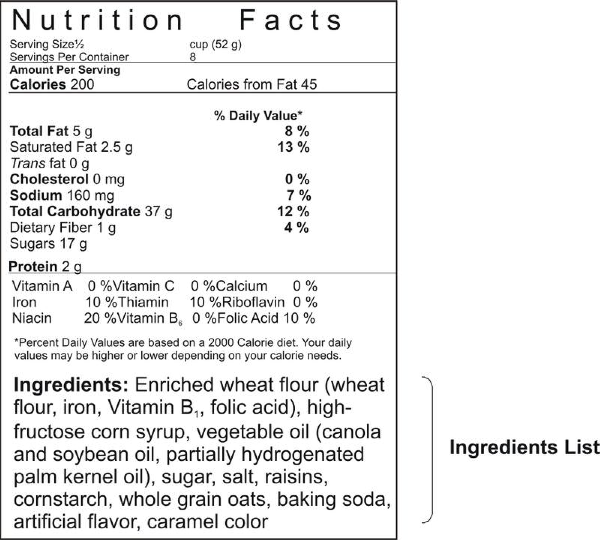 Nutrition Facts
Serving Size½ cup (52 g)
Servings Per Container 8
Amount Per Serving
Calories 200 Calories from Fat 45
% Daily Value*
Total Fat 5 g 8 %
Saturated Fat 2.5 g 13 %
Trans fat 0 g
Cholesterol 0 mg 0 %
Sodium 160 mg 7 %
Total Carbohydrate 37 g 12 %
Dietary Fiber 1 g 4 %
Sugars 17 g
Protein 2 g
Vitamin A 0 %Vitamin C 0 %Calcium 0 %
Iron 10 %Thiamin 10 %Riboflavin 0 %
Niacin 20 %Vitamin B₆ 0 %Folic Acid 10 %
*Percent Daily Values are based on a 2000 Calorie diet. Your daily
values may be higher or lower depending on your calorie needs.
Ingredients: Enriched wheat flour (wheat
flour, iron, Vitamin B₁, folic acid), high-
fructose corn syrup, vegetable oil (canola
and soybean oil, partially hydrogenated
palm kernel oil), sugar, salt, raisins,
cornstarch, whole grain oats, baking soda,
artificial flavor, caramel color
Ingredients List